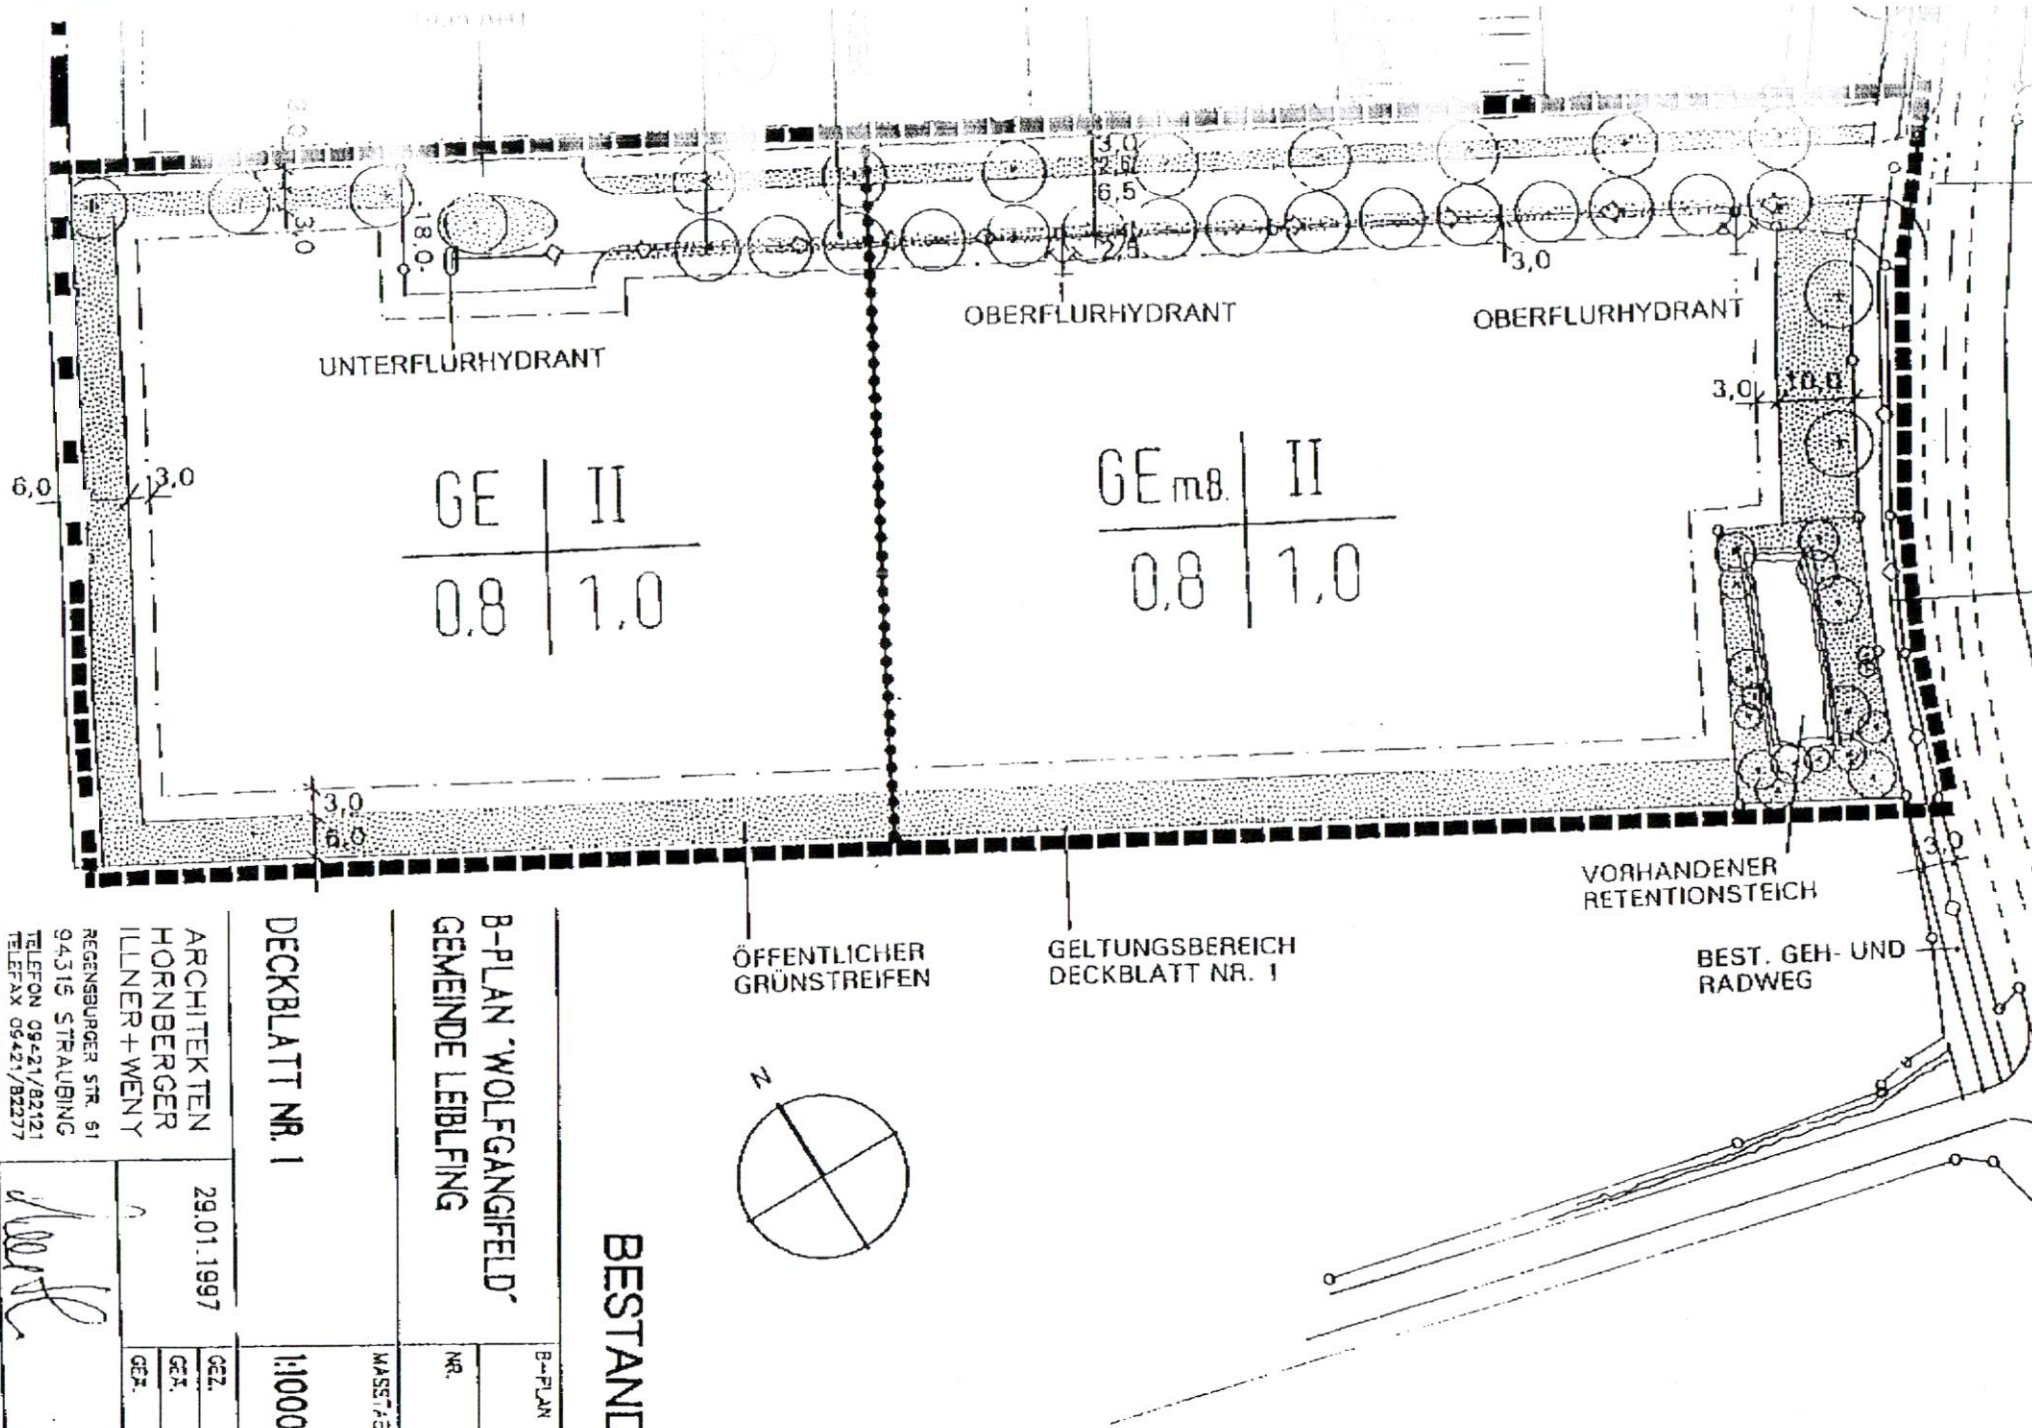 3,0
2,6
6,5
2,5
3,0
18,0
3,0
OBERFLURHYDRANT
OBERFLURHYDRANT
UNTERFLURHYDRANT
3,0
10,0
6,0
3,0
GE
II
0,8
1,0
GE mB.
II
0,8
1,0
3,0
6,0
3,0
VORHANDENER
RETENTIONSTEICH
ÖFFENTLICHER
GRÜNSTREIFEN
GELTUNGSBEREICH
DECKBLATT NR. 1
BEST. GEH- UND
RADWEG
N
BESTAND
B-PLAN
B-PLAN "WOLFGANGIFELD"
GEMEINDE LEIBLFING
NR.
DECKBLATT NR. 1
MASSTAB
1:1000
ARCHITEKTEN
HORNBERGER
ILLNER+WENY
REGENSBURGER STR. 61
94315 STRAUBING
TELEFON 09421/82121
TELEFAX 09421/82277
29.01.1997
GEZ.
GEÄ.
GEÄ.